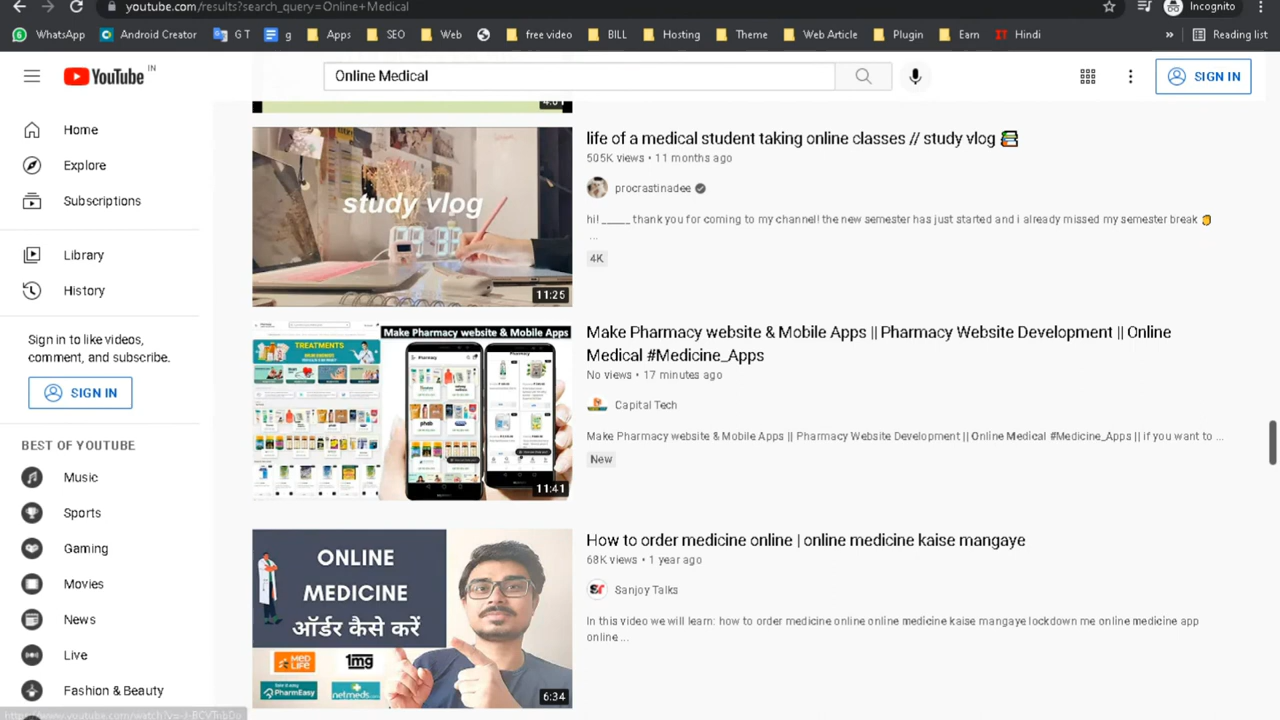 youtube.com/results?search_query=Online+Medical
Incognito
WhatsApp Android Creator G T g Apps SEO Web free video BILL Hosting Theme Web Article Plugin Earn IT Hindi » Reading list
YouTube IN
Online Medical
SIGN IN
Home
Explore
Subscriptions
Library
History
Sign in to like videos,
comment, and subscribe.
SIGN IN
BEST OF YOUTUBE
Music
Sports
Gaming
Movies
News
Live
Fashion & Beauty
study vlog
11:25
life of a medical student taking online classes // study vlog
505K views • 11 months ago
procrastinadee
hi! _____ thank you for coming to my channel! the new semester has just started and i already missed my semester break
...
4K
Make Pharmacy website & Mobile Apps
TREATMENTS
Pharmacy
11:41
Make Pharmacy website & Mobile Apps || Pharmacy Website Development || Online
Medical #Medicine_Apps
No views • 17 minutes ago
Capital Tech
Make Pharmacy website & Mobile Apps || Pharmacy Website Development || Online Medical #Medicine_Apps || if you want to ...
New
ONLINE
MEDICINE
ऑर्डर कैसे करें
MED LIFE
1mg
PharmEasy
netmeds.com
6:34
How to order medicine online | online medicine kaise mangaye
68K views • 1 year ago
Sanjoy Talks
In this video we will learn: how to order medicine online online medicine kaise mangaye lockdown me online medicine app
online ...